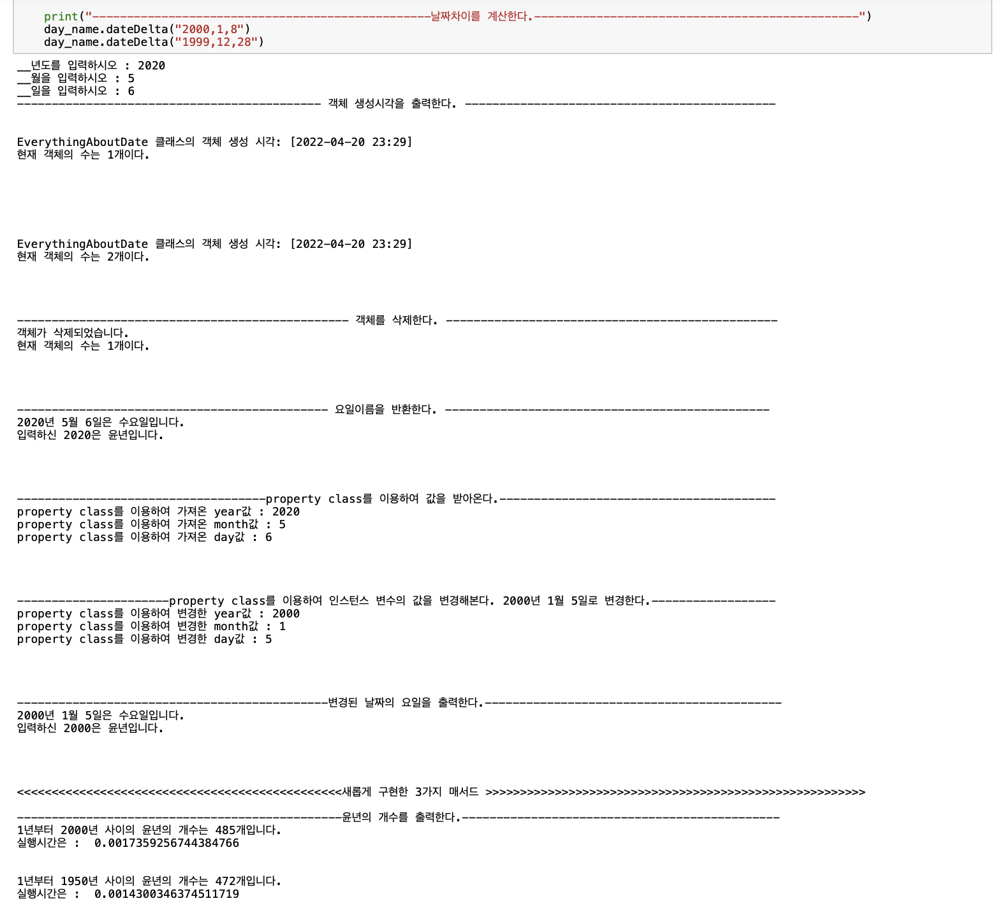 print("-------------------------------------------------날짜차이를 계산한다.-----------------------------------------------")
day_name.dateDelta("2000,1,8")
day_name.dateDelta("1999,12,28")
__년도를 입력하시오 : 2020
__월을 입력하시오 : 5
__일을 입력하시오 : 6
-------------------------------------------- 객체 생성시각을 출력한다. ---------------------------------------------
EverythingAboutDate 클래스의 객체 생성 시각: [2022-04-20 23:29]
현재 객체의 수는 1개이다.
EverythingAboutDate 클래스의 객체 생성 시각: [2022-04-20 23:29]
현재 객체의 수는 2개이다.
------------------------------------------------ 객체를 삭제한다. ------------------------------------------------
객체가 삭제되었습니다.
현재 객체의 수는 1개이다.
--------------------------------------------- 요일이름을 반환한다. -----------------------------------------------
2020년 5월 6일은 수요일입니다.
입력하신 2020은 윤년입니다.
------------------------------------property class를 이용하여 값을 받아온다.----------------------------------------
property class를 이용하여 가져온 year값 : 2020
property class를 이용하여 가져온 month값 : 5
property class를 이용하여 가져온 day값 : 6
----------------------property class를 이용하여 인스턴스 변수의 값을 변경해본다. 2000년 1월 5일로 변경한다.------------------
property class를 이용하여 변경한 year값 : 2000
property class를 이용하여 변경한 month값 : 1
property class를 이용하여 변경한 day값 : 5
---------------------------------------------변경된 날짜의 요일을 출력한다.-------------------------------------------
2000년 1월 5일은 수요일입니다.
입력하신 2000은 윤년입니다.
<<<<<<<<<<<<<<<<<<<<<<<<<<<<<<<<<<<<<<<<<<<<<<<새롭게 구현한 3가지 매서드 >>>>>>>>>>>>>>>>>>>>>>>>>>>>>>>>>>>>>>>>>>>>>>>>>>>>>>>
-----------------------------------------------윤년의 개수를 출력한다.----------------------------------------------
1년부터 2000년 사이의 윤년의 개수는 485개입니다.
실행시간은 :  0.0017359256744384766
1년부터 1950년 사이의 윤년의 개수는 472개입니다.
실행시간은 :  0.0014300346374511719